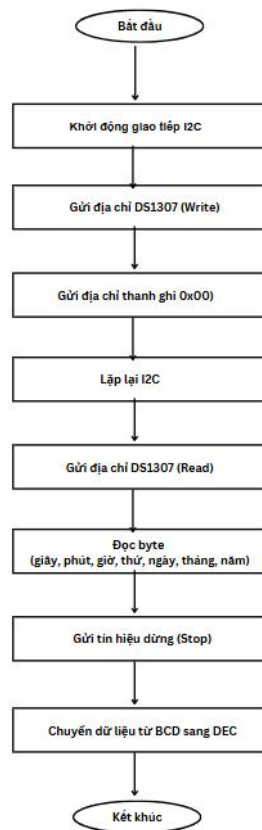 Bắt đầu
Khởi động giao tiếp I2C
Gửi địa chỉ DS1307 (Write)
Gửi địa chỉ thanh ghi 0x00)
Lặp lại I2C
Gửi địa chỉ DS1307 (Read)
Đọc byte
(giây, phút, giờ, thứ, ngày, tháng, năm)
Gửi tín hiệu dừng (Stop)
Chuyển dữ liệu từ BCD sang DEC
Kết khúc